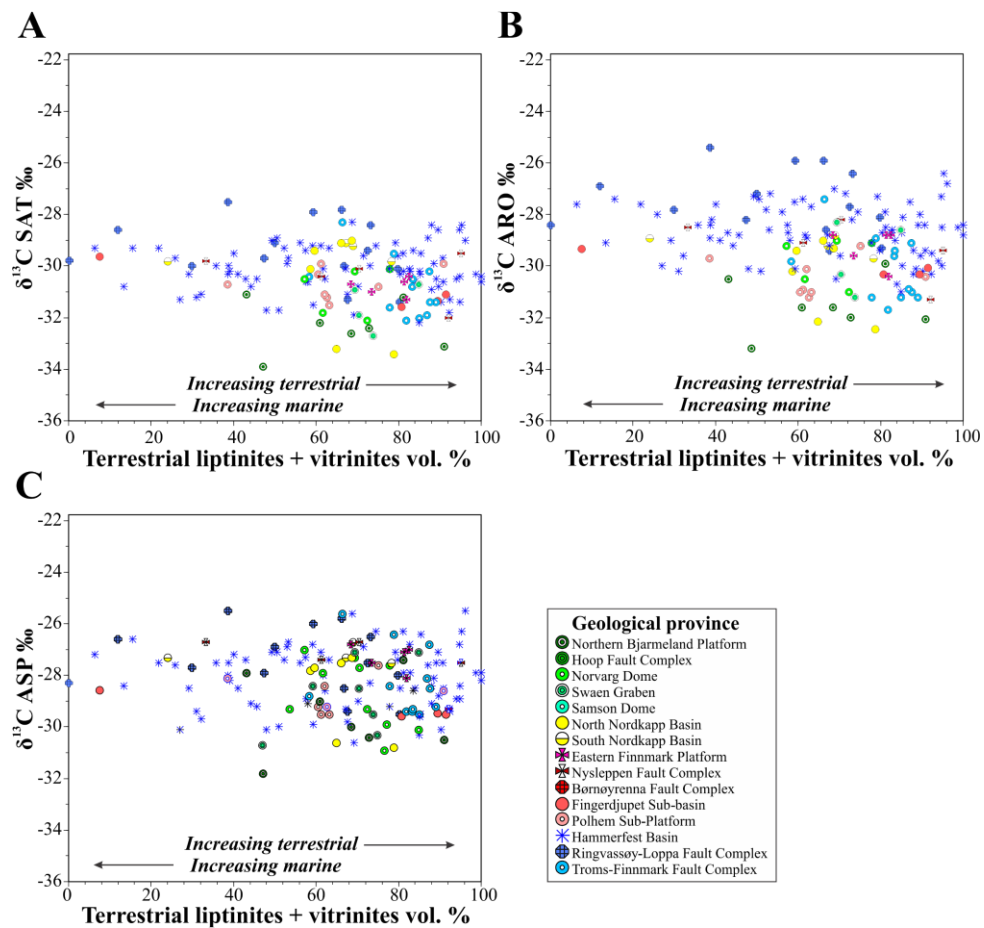 A
B
-22
-24
-26
-28
-30
-32
-34
-36
δ¹³C SAT ‰
Increasing terrestrial
Increasing marine
0
20
40
60
80
100
Terrestrial liptinites + vitrinites vol. %
-22
-24
-26
-28
-30
-32
-34
-36
δ¹³C ARO ‰
Increasing terrestrial
Increasing marine
0
20
40
60
80
100
Terrestrial liptinites + vitrinites vol. %
C
-22
-24
-26
-28
-30
-32
-34
-36
δ¹³C ASP ‰
Increasing terrestrial
Increasing marine
0
20
40
60
80
100
Terrestrial liptinites + vitrinites vol. %
Geological province
Northern Bjarmeland Platform
Hoop Fault Complex
Norvarg Dome
Swaen Graben
Samson Dome
North Nordkapp Basin
South Nordkapp Basin
Eastern Finnmark Platform
Nysleppen Fault Complex
Børnøyrenna Fault Complex
Fingerdjupet Sub-basin
Polhem Sub-Platform
Hammerfest Basin
Ringvassøy-Loppa Fault Complex
Troms-Finnmark Fault Complex